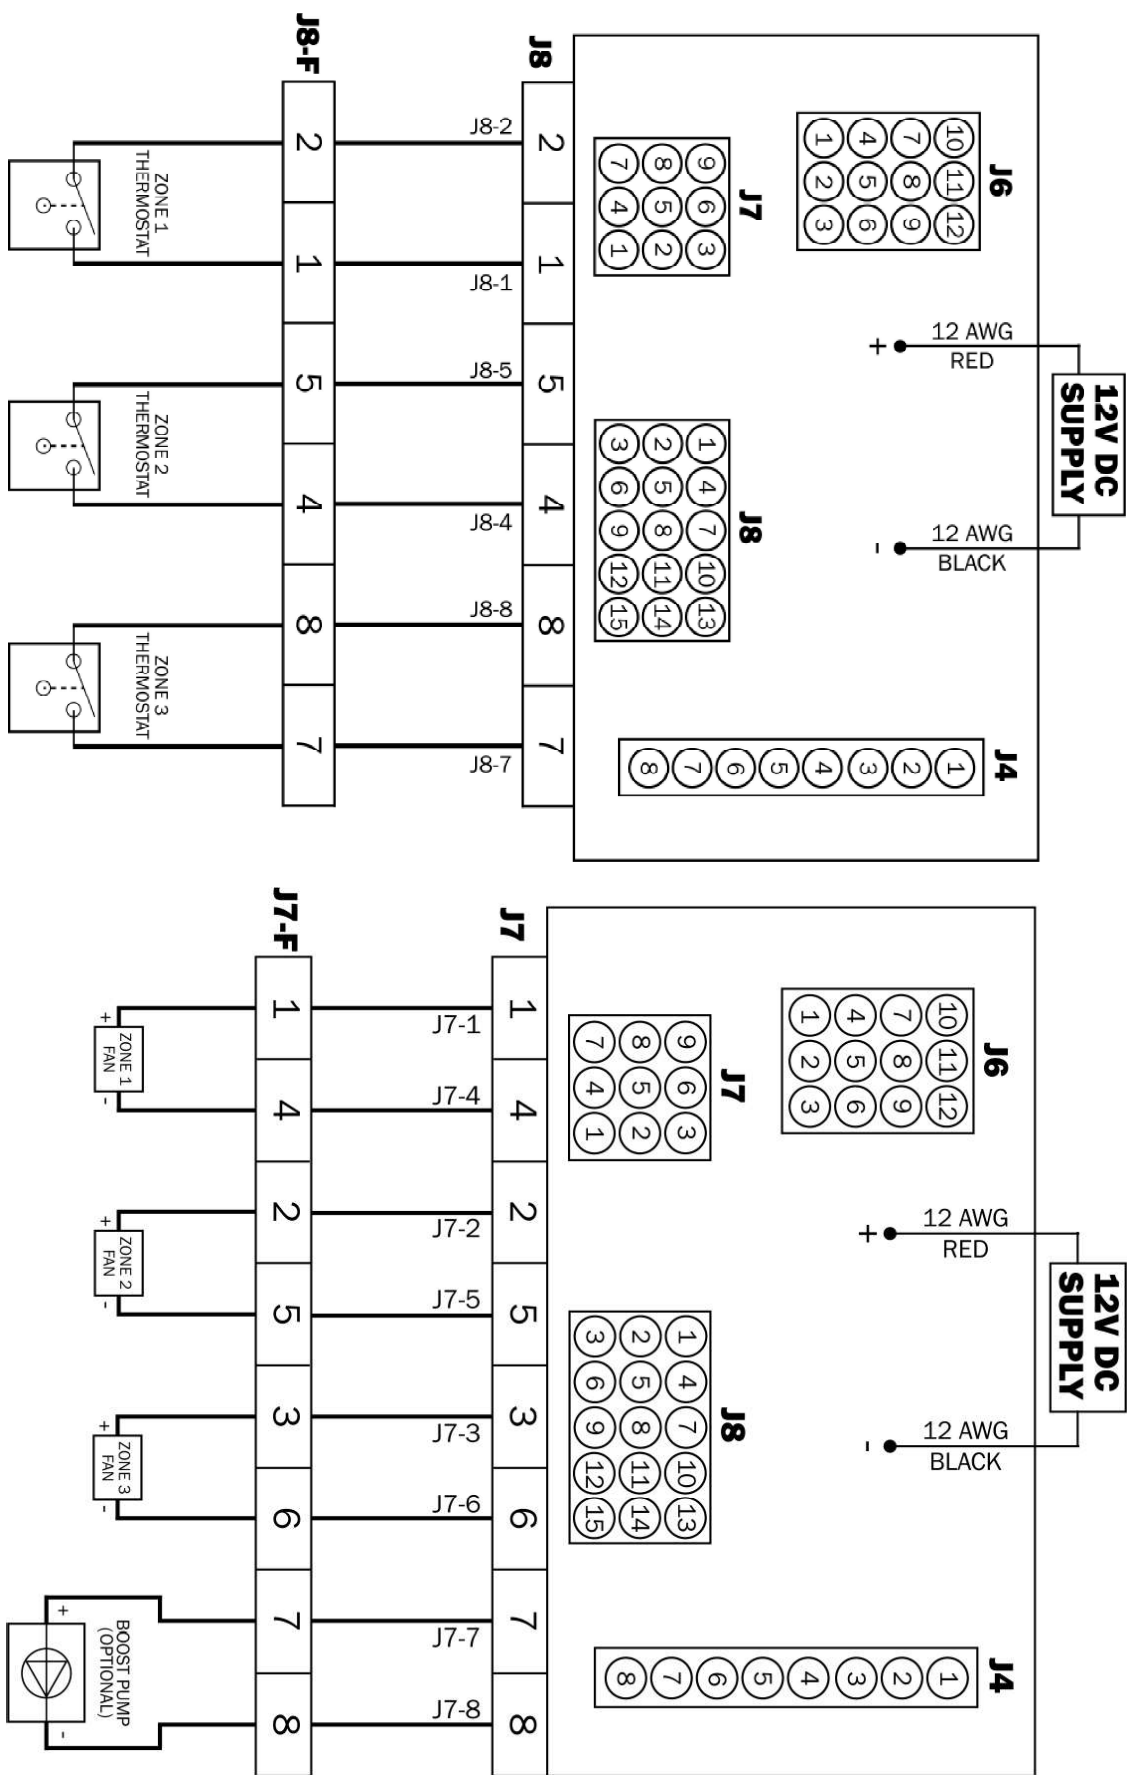 12V DC
SUPPLY
12 AWG
RED
12 AWG
BLACK
+
-
J6
10 11 12
7 8 9
4 5 6
1 2 3
J7
9 6 3
8 5 2
7 4 1
J8
1 4 7 10 13
2 5 8 11 14
3 6 9 12 15
J4
1
2
3
4
5
6
7
8
J8
2 1 5 4 8 7
J8-2
J8-1
J8-5
J8-4
J8-8
J8-7
J8-F
2 1 5 4 8 7
ZONE 1
THERMOSTAT
ZONE 2
THERMOSTAT
ZONE 3
THERMOSTAT
12V DC
SUPPLY
12 AWG
RED
12 AWG
BLACK
+
-
J6
10 11 12
7 8 9
4 5 6
1 2 3
J7
9 6 3
8 5 2
7 4 1
J8
1 4 7 10 13
2 5 8 11 14
3 6 9 12 15
J4
1
2
3
4
5
6
7
8
J7
1 4 2 5 3 6 7 8
J7-1
J7-4
J7-2
J7-5
J7-3
J7-6
J7-7
J7-8
J7-F
1 4 2 5 3 6 7 8
+ -
ZONE 1
FAN
+ -
ZONE 2
FAN
+ -
ZONE 3
FAN
BOOST PUMP
(OPTIONAL)
+ -